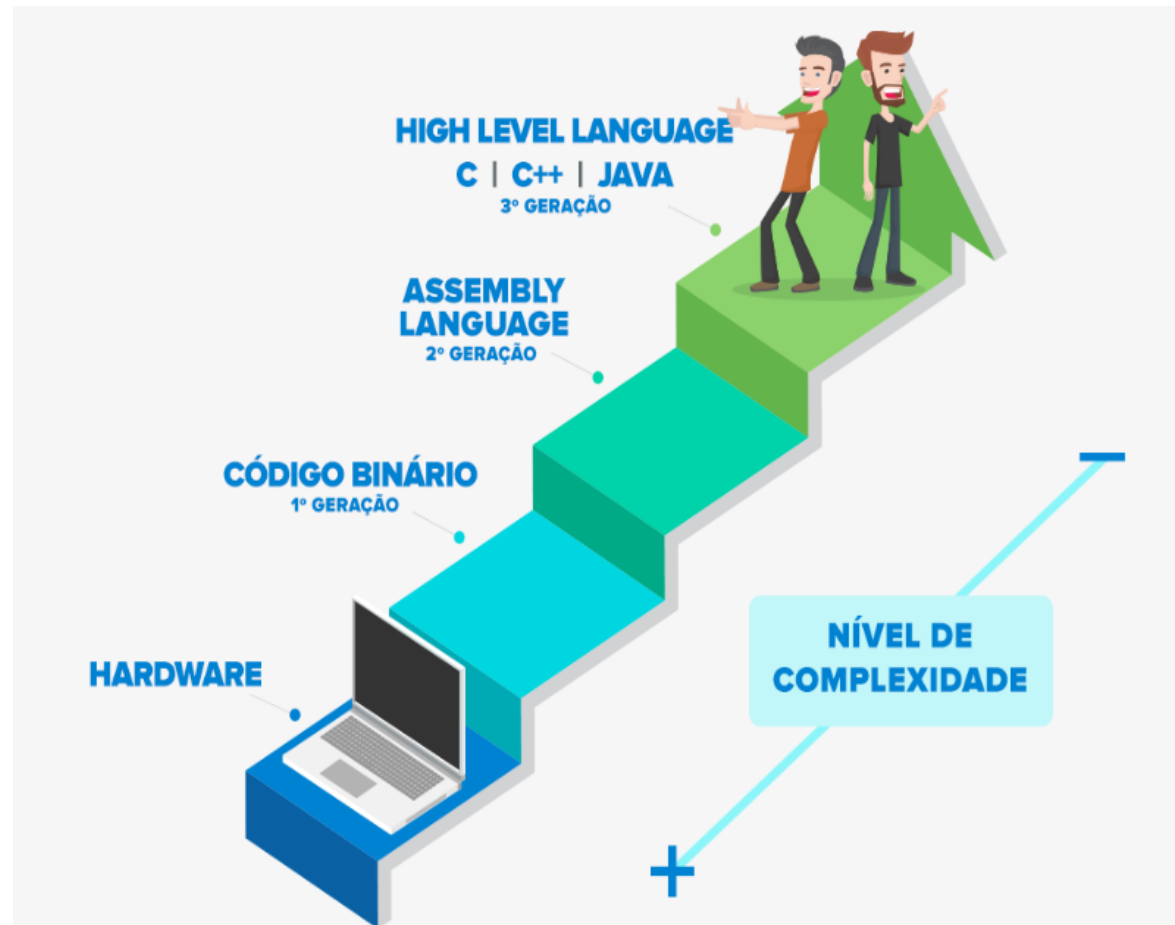 HIGH LEVEL LANGUAGE
C | C++ | JAVA
3º GERAÇÃO
ASSEMBLY
LANGUAGE
2º GERAÇÃO
CÓDIGO BINÁRIO
1º GERAÇÃO
HARDWARE
NÍVEL DE
COMPLEXIDADE